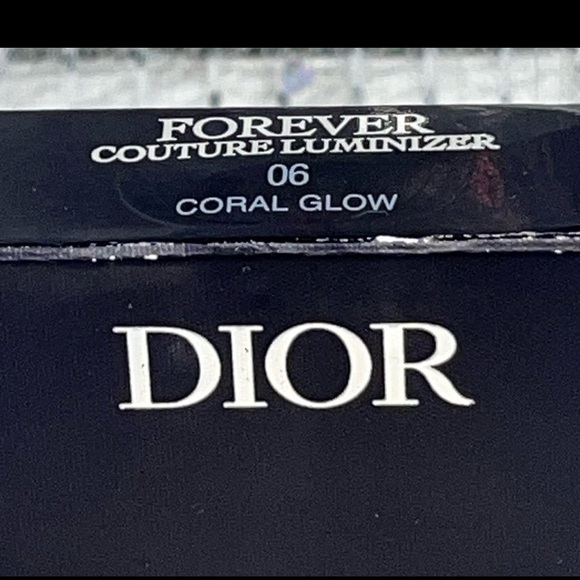 FOREVER
COUTURE LUMINIZER
06
CORAL GLOW
DIOR